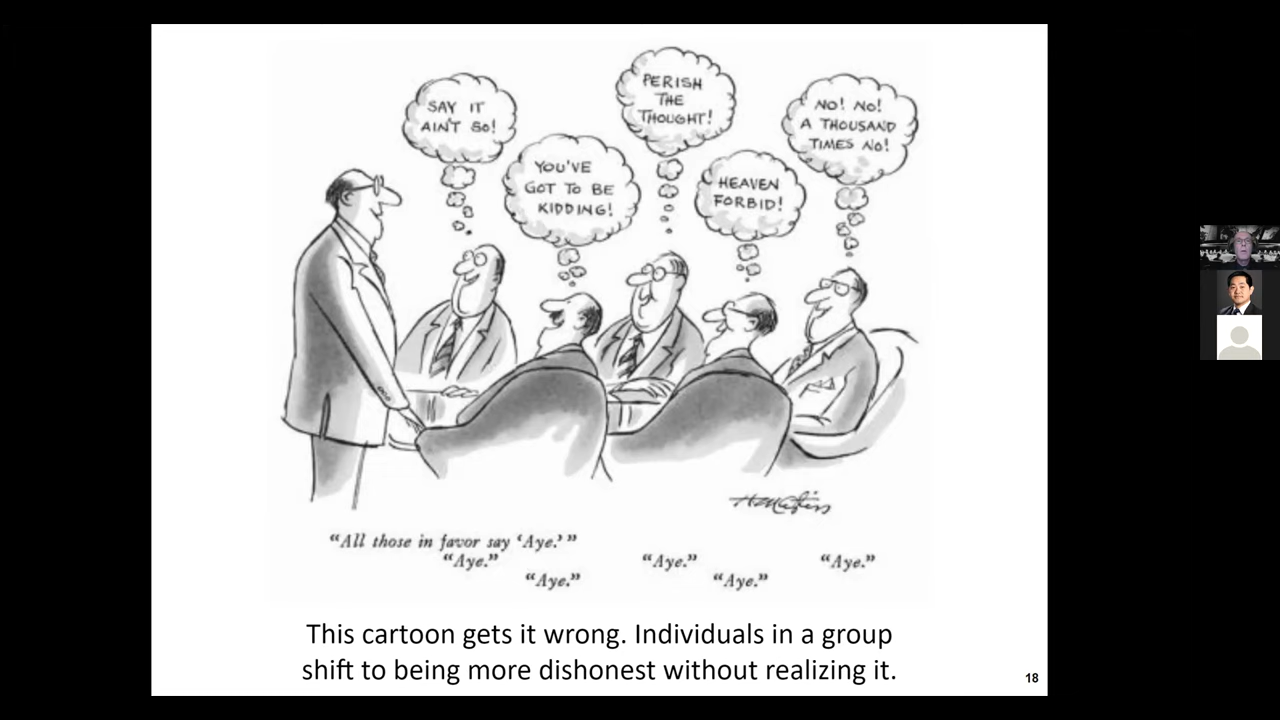 SAY IT
AIN'T SO!
YOU'VE
GOT TO BE
KIDDING!
PERISH
THE
THOUGHT!
HEAVEN
FORBID!
NO! NO!
A THOUSAND
TIMES NO!
“All those in favor say ‘Aye.’”
“Aye.” “Aye.” “Aye.”
“Aye.” “Aye.”
This cartoon gets it wrong. Individuals in a group
shift to being more dishonest without realizing it.
18